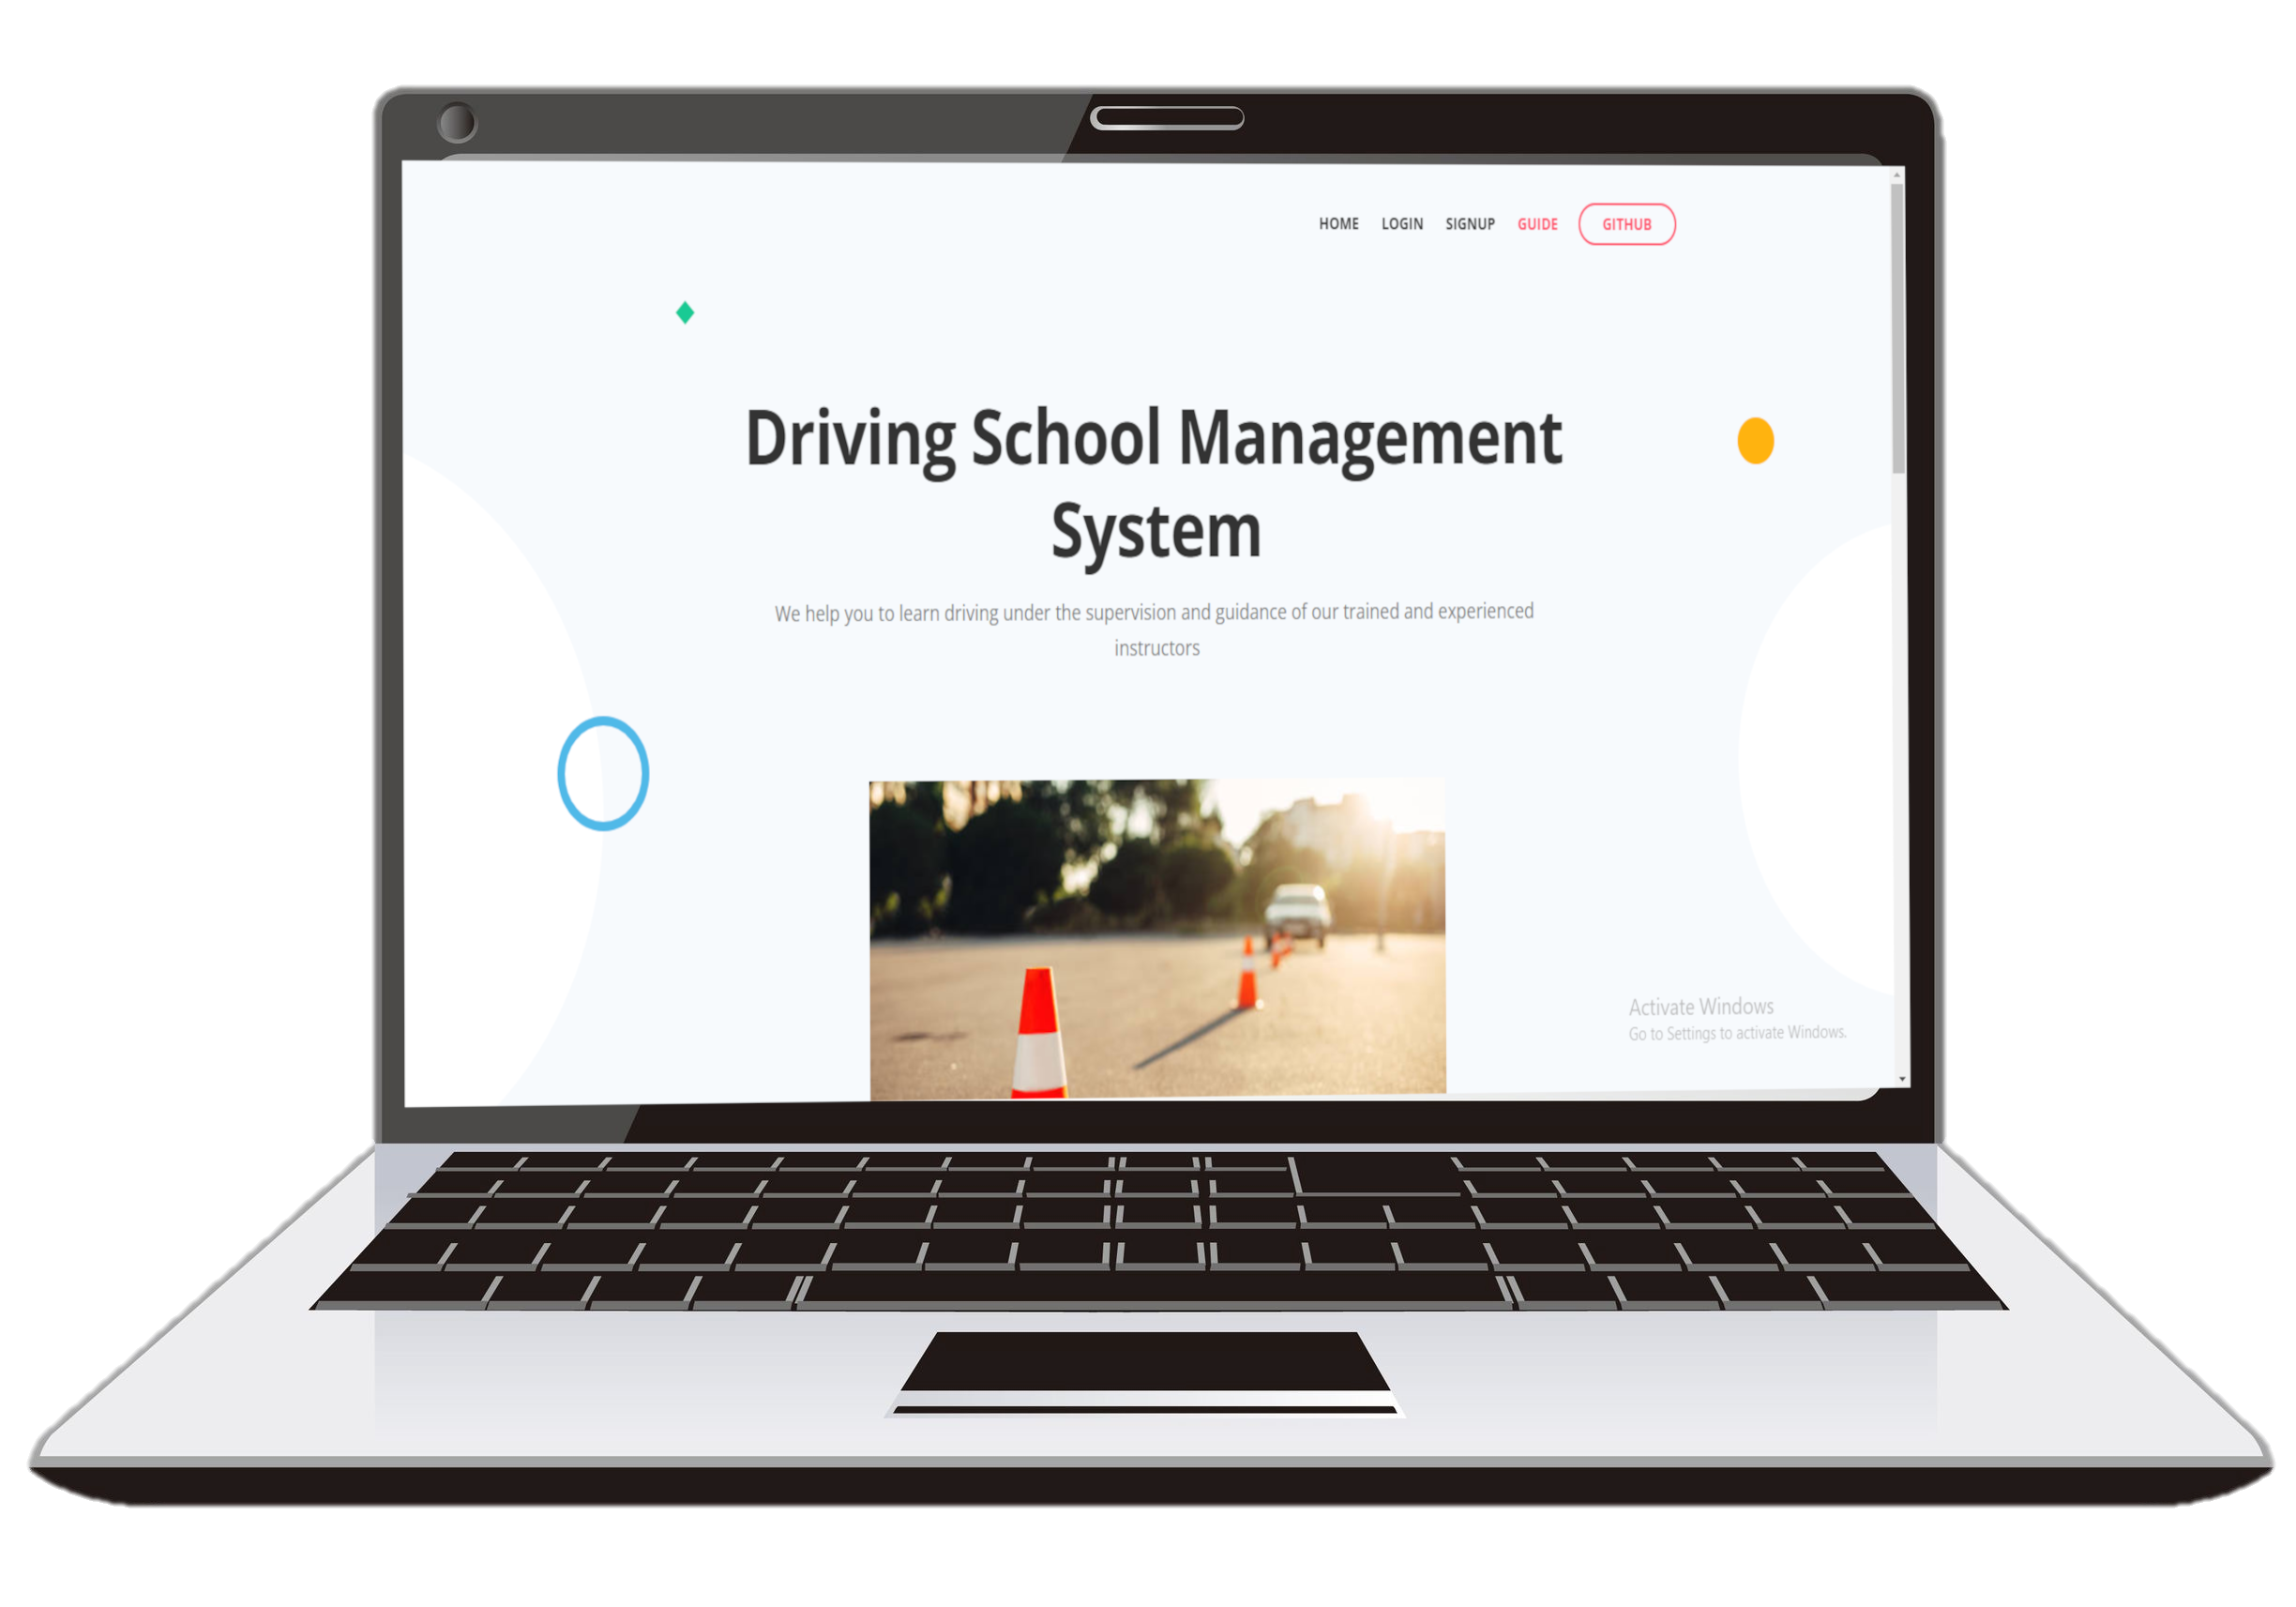 HOME LOGIN SIGNUP GUIDE GITHUB
Driving School Management
System
We help you to learn driving under the supervision and guidance of our trained and experienced
instructors
Activate Windows
Go to Settings to activate Windows.